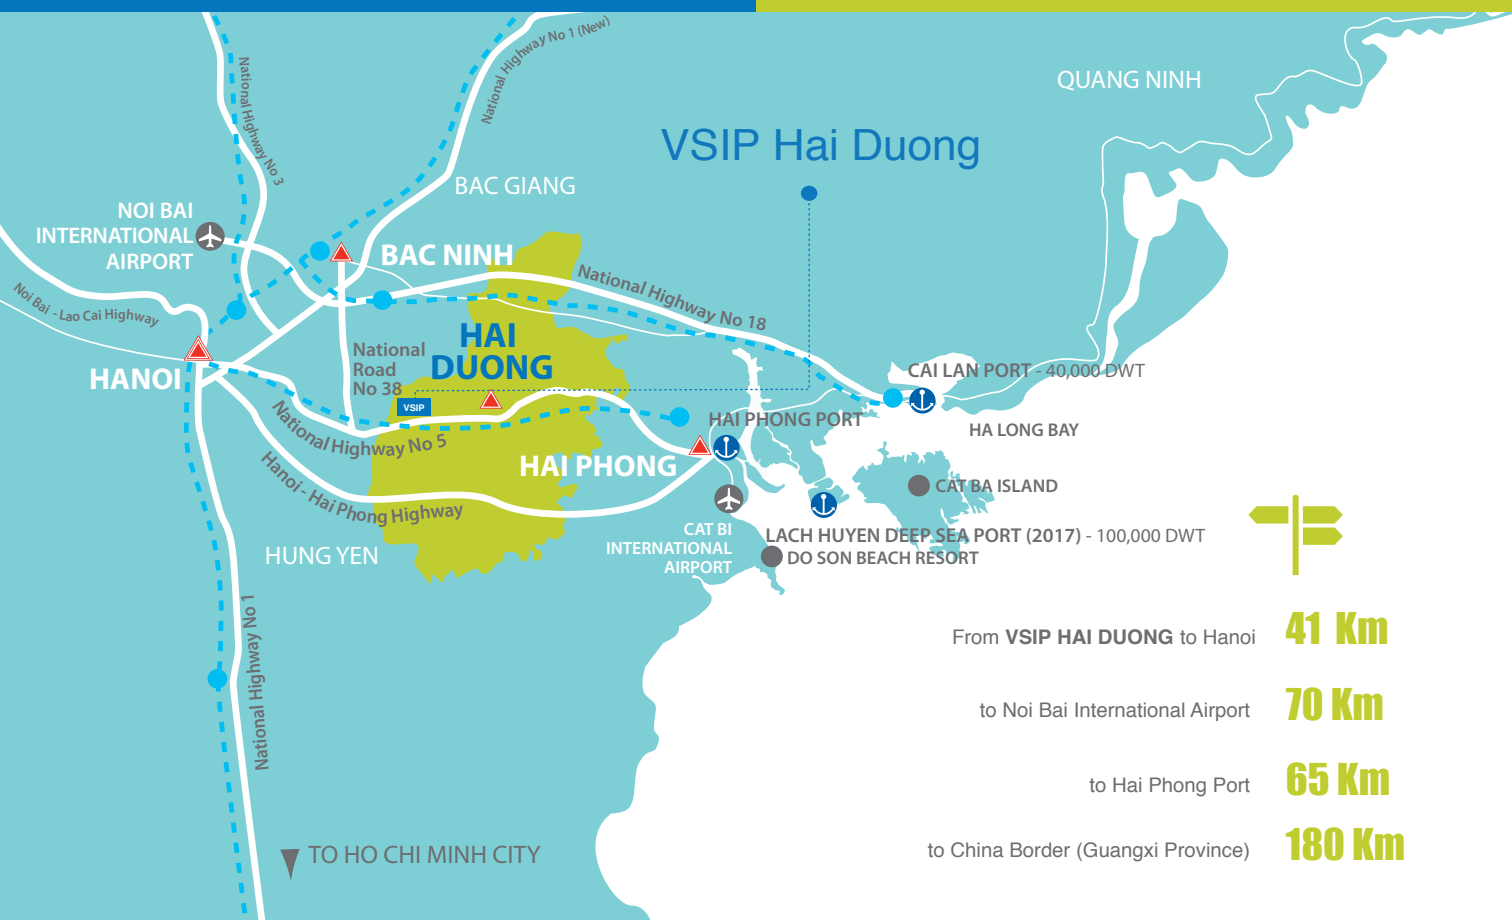 National Highway No 1 (New)
National Highway No 3
QUANG NINH
VSIP Hai Duong
BAC GIANG
NOI BAI
INTERNATIONAL
AIRPORT
BAC NINH
National Highway No 18
Noi Bai - Lao Cai Highway
HAI
DUONG
National
Road
No 38
HANOI
VSIP
CAI LAN PORT - 40,000 DWT
HAI PHONG PORT
HA LONG BAY
National Highway No 5
HAI PHONG
Hanoi - Hai Phong Highway
CAT BA ISLAND
CAT BI
INTERNATIONAL
AIRPORT
LACH HUYEN DEEP SEA PORT (2017) - 100,000 DWT
DO SON BEACH RESORT
HUNG YEN
National Highway No 1
From VSIP HAI DUONG to Hanoi 41 Km
to Noi Bai International Airport 70 Km
to Hai Phong Port 65 Km
to China Border (Guangxi Province) 180 Km
TO HO CHI MINH CITY